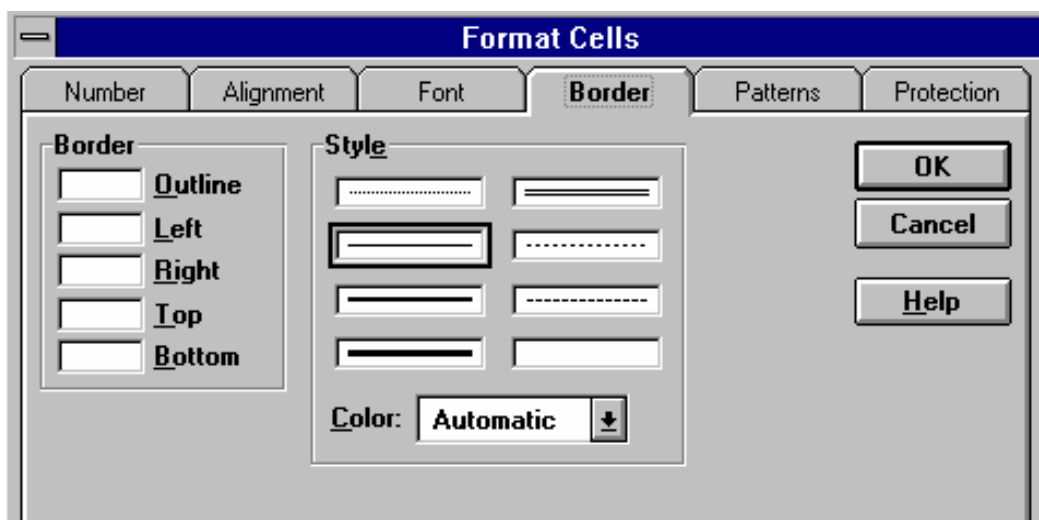 Format Cells
Number Alignment Font Border Patterns Protection
Border
Outline
Left
Right
Top
Bottom
Style
Color: Automatic
OK
Cancel
Help